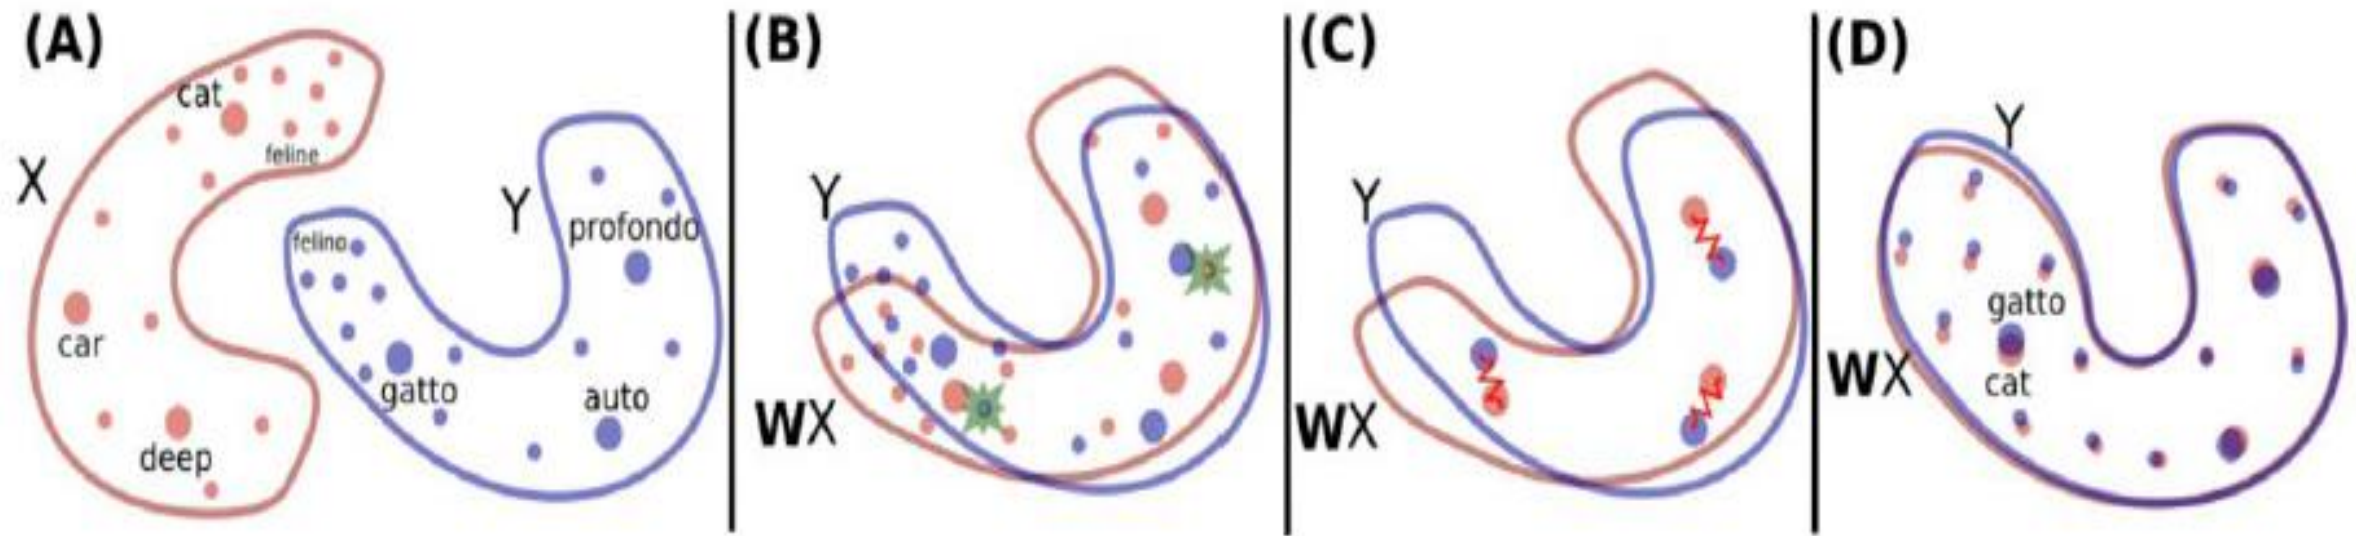 (A)
cat
feline
X
car
deep
Y
felino
profondo
gatto
auto
(B)
Y
WX
(C)
Y
WX
(D)
Y
gatto
cat
WX